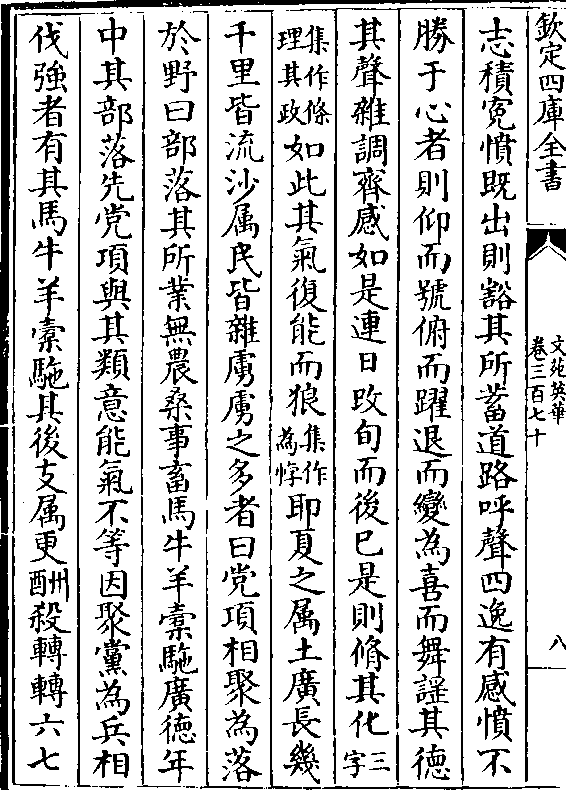 欽定四庫全書
文苑英華
卷三百七十
八
志積寃憤既出則豁其所蓄道路呼聲四逸有感憤不
勝于心者則仰而號俯而躍退而變為喜而舞謡其德
其聲雜調齊感如是連日改旬而後已是則脩其化三字
集作條理其政如此其氣復能而狼集作為悖耶夏之属土廣長幾
千里皆流沙属民皆雜虜虜之多者曰党項相聚為落
於野曰部落其所業無農桑事畜馬牛羊橐駞廣德年
中其部落先党項與其類意能氣不等因聚黨為兵相
伐強者有其馬牛羊橐駞其後支属更酬殺轉轉六七